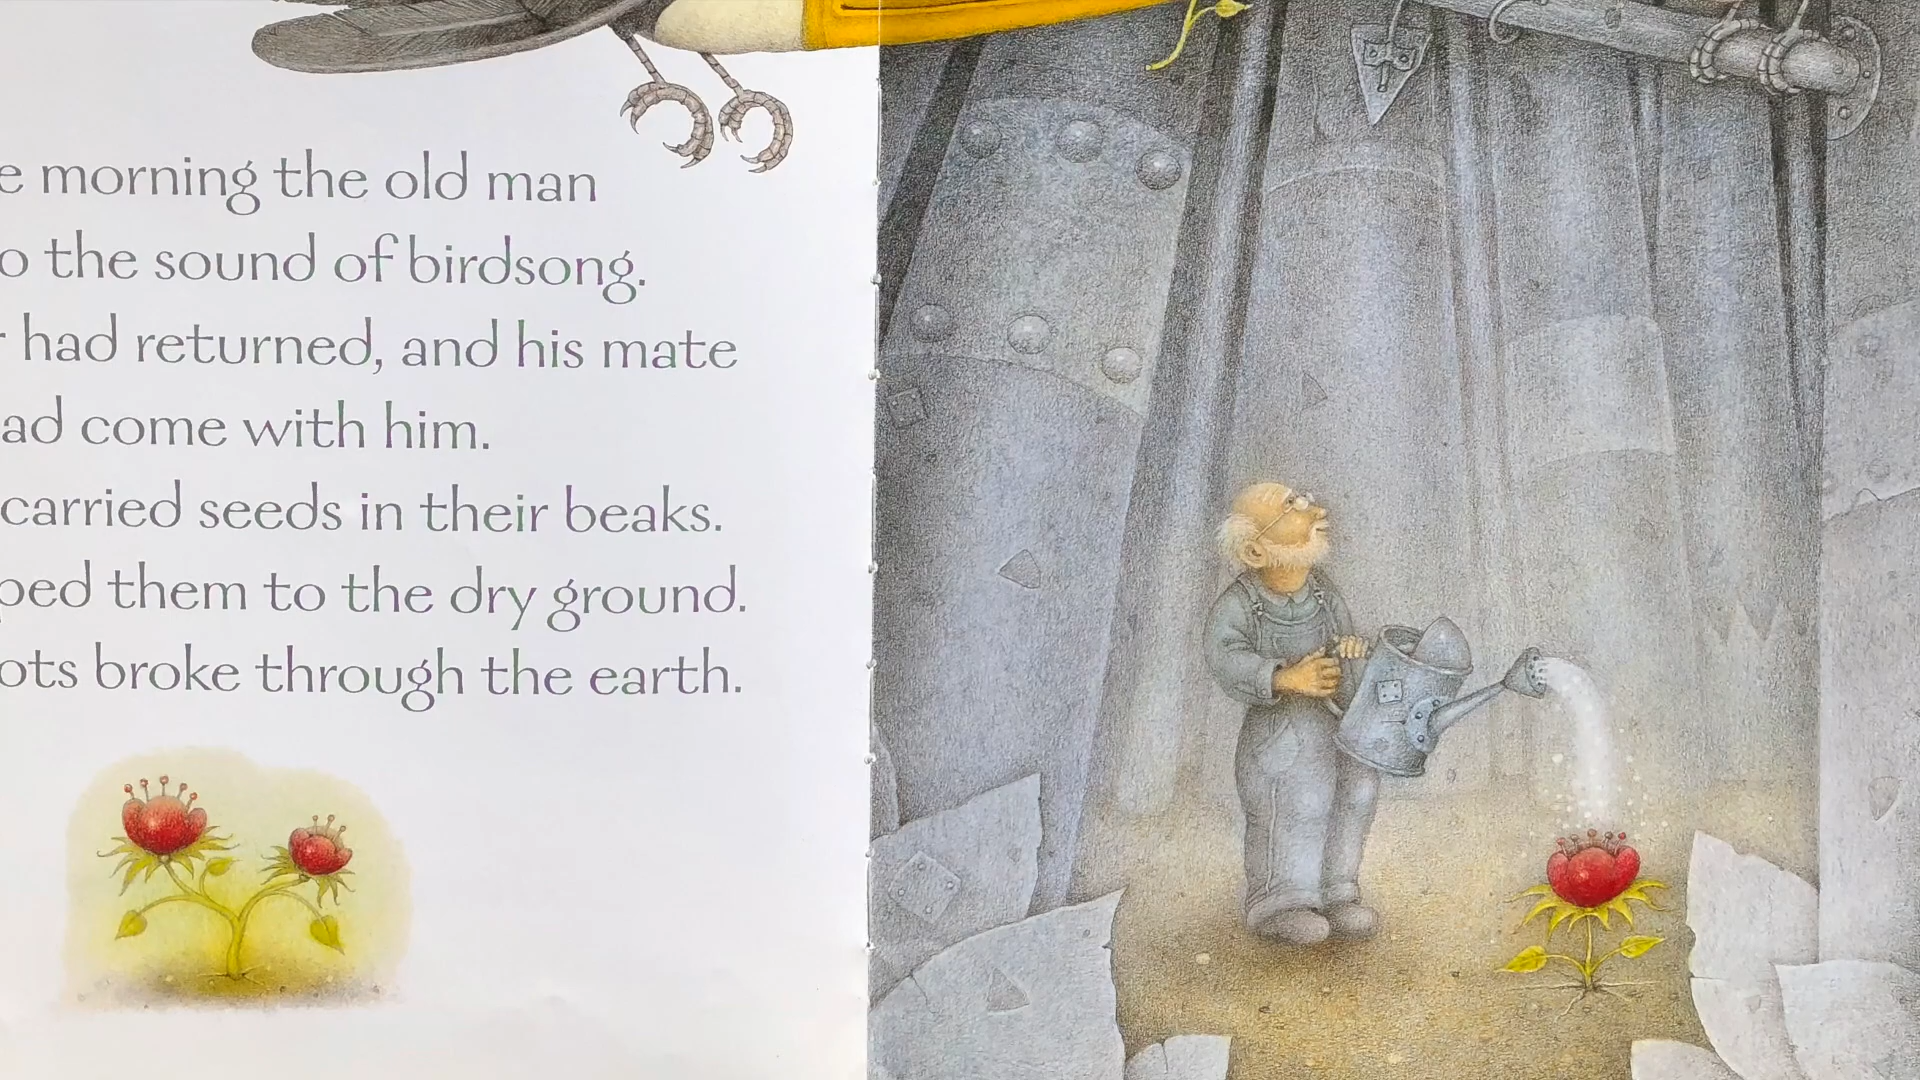 morning the old man
o the sound of birdsong.
had returned, and his mate
ad come with him.
carried seeds in their beaks.
ped them to the dry ground.
ots broke through the earth.